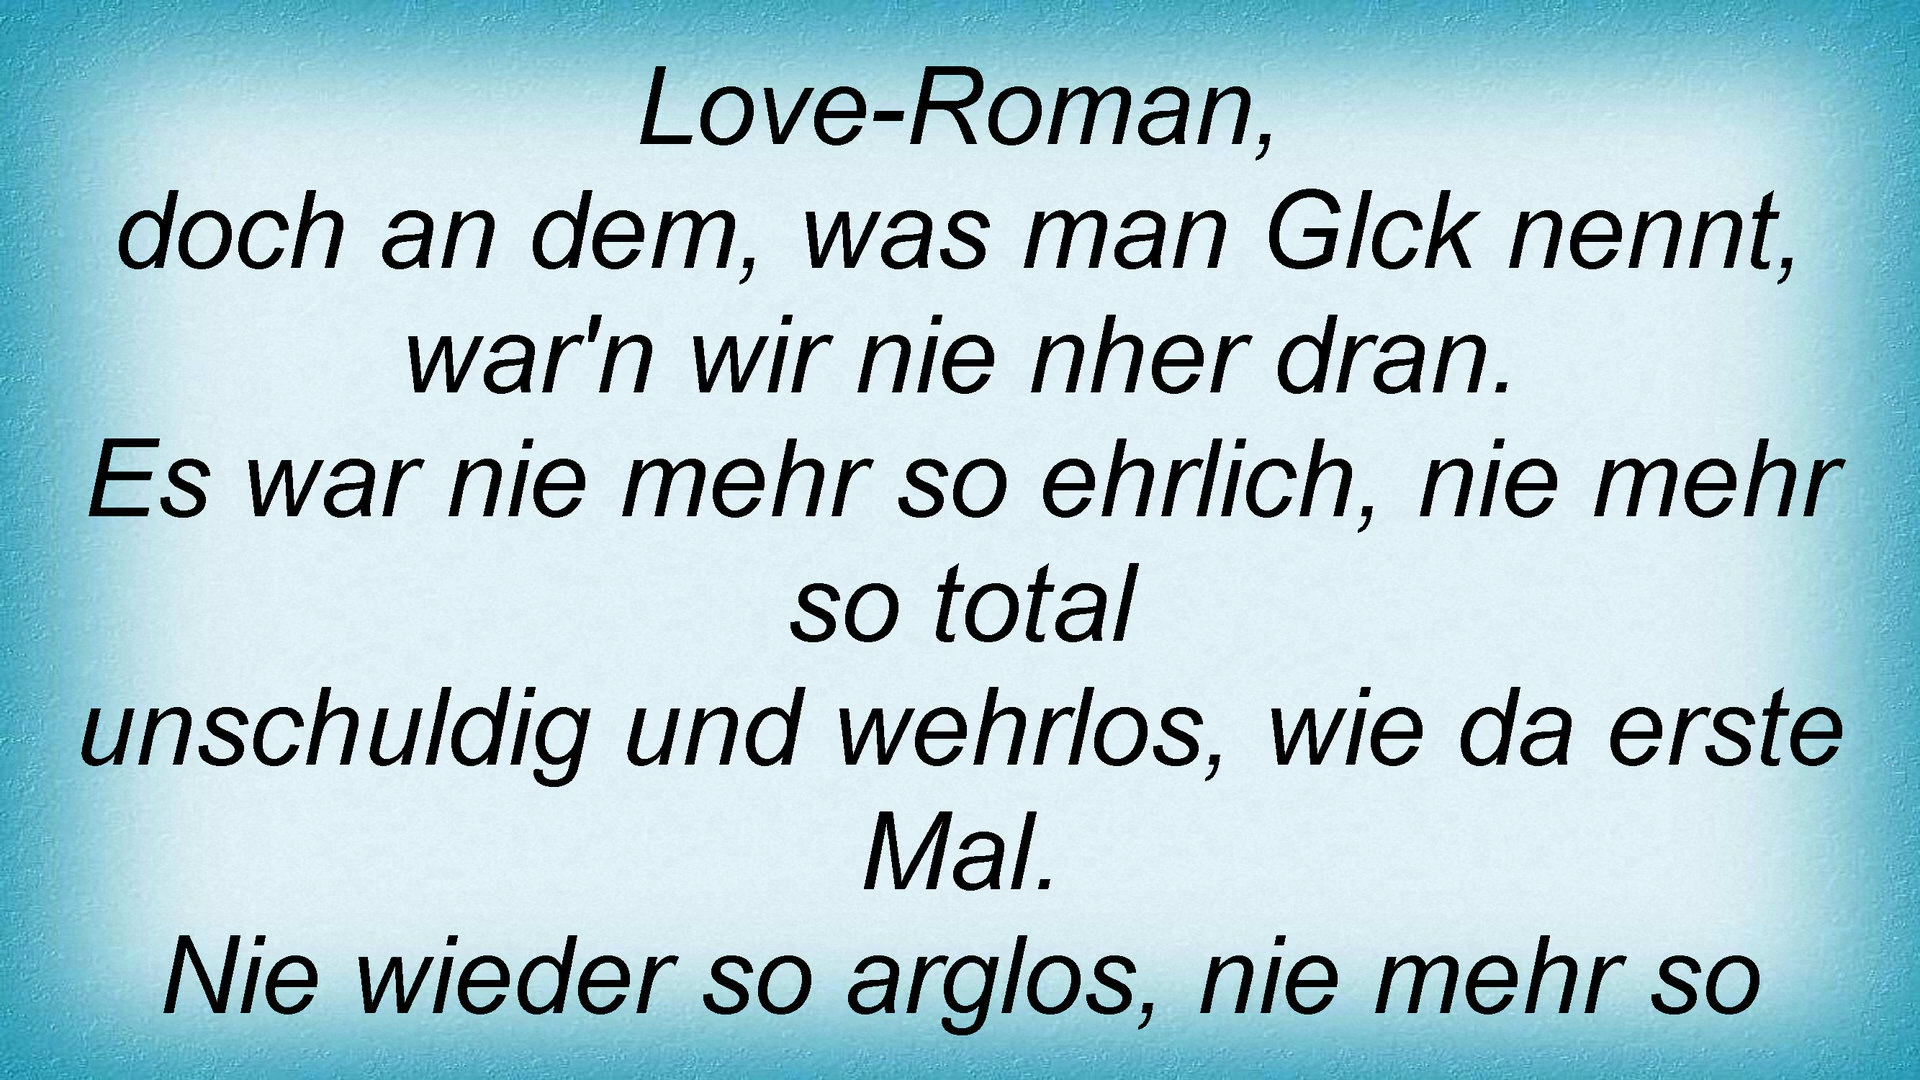 Love-Roman,
doch an dem, was man Glck nennt,
war'n wir nie nher dran.
Es war nie mehr so ehrlich, nie mehr
so total
unschuldig und wehrlos, wie da erste
Mal.
Nie wieder so arglos, nie mehr so